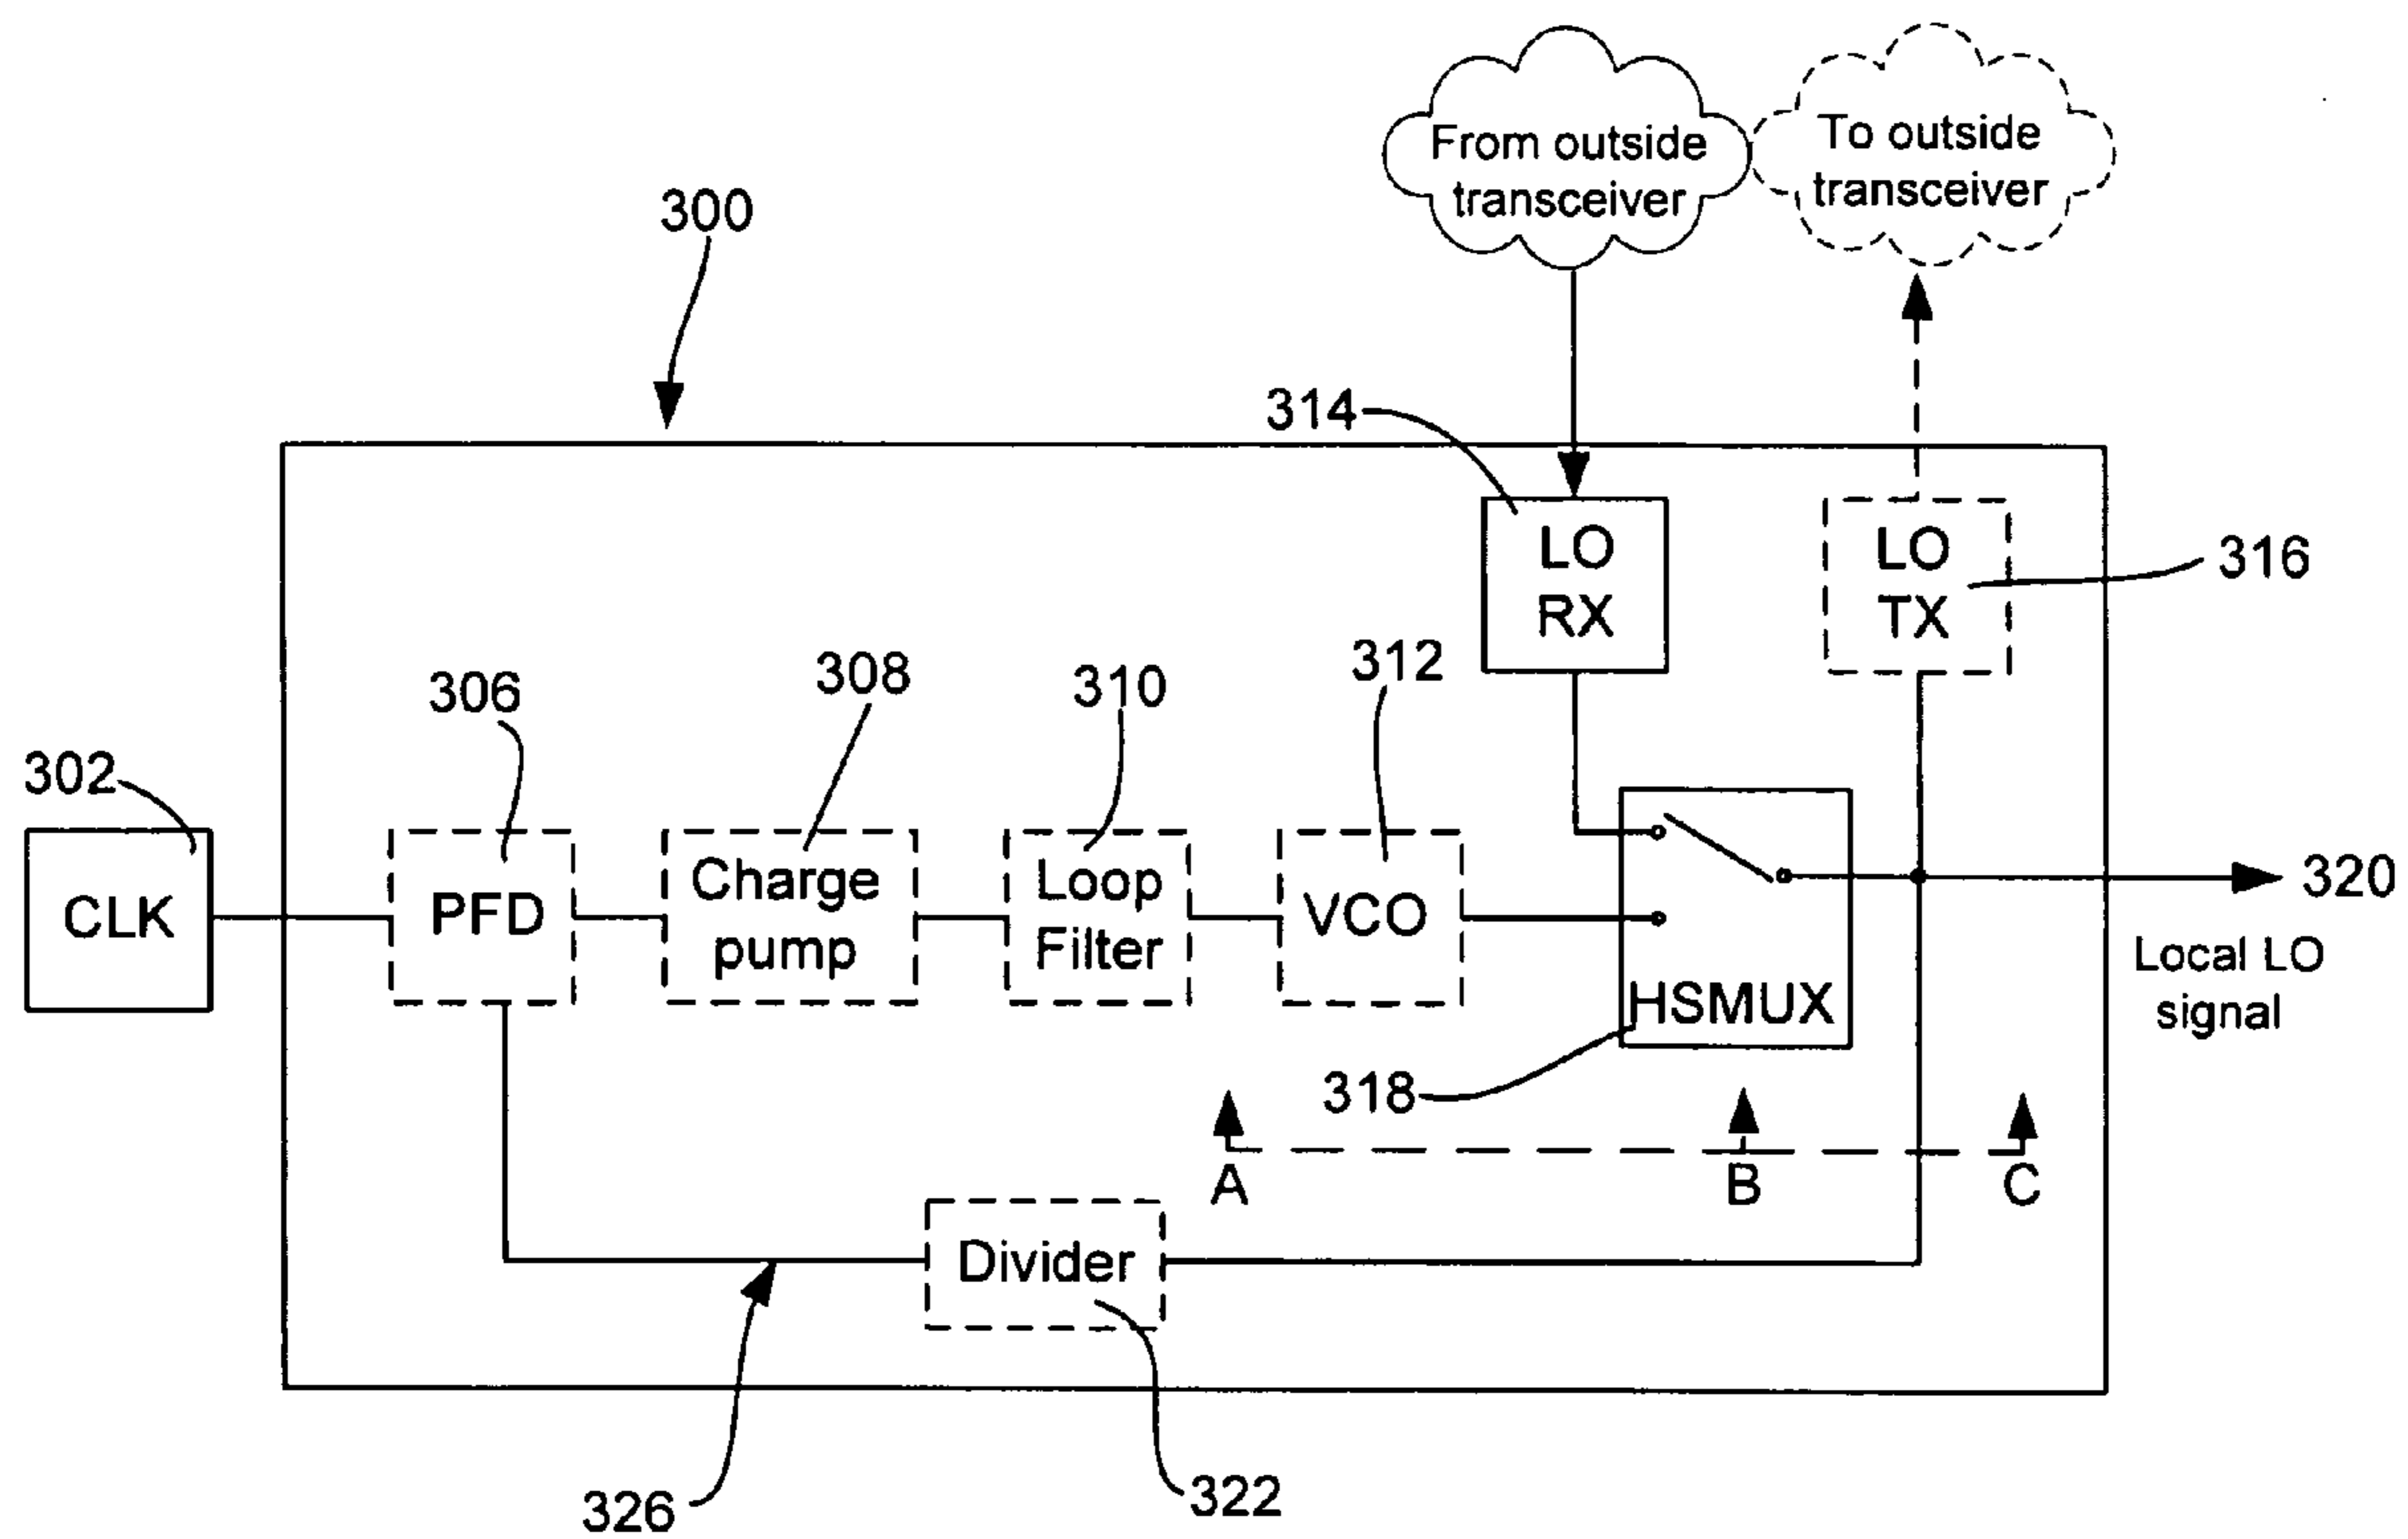 From outside
transceiver
To outside
transceiver
300
314
LO
RX
LO
TX
316
312
308
310
306
302
CLK
PFD
Charge
pump
Loop
Filter
VCO
HSMUX
320
Local LO
signal
318
A
B
C
Divider
326
322